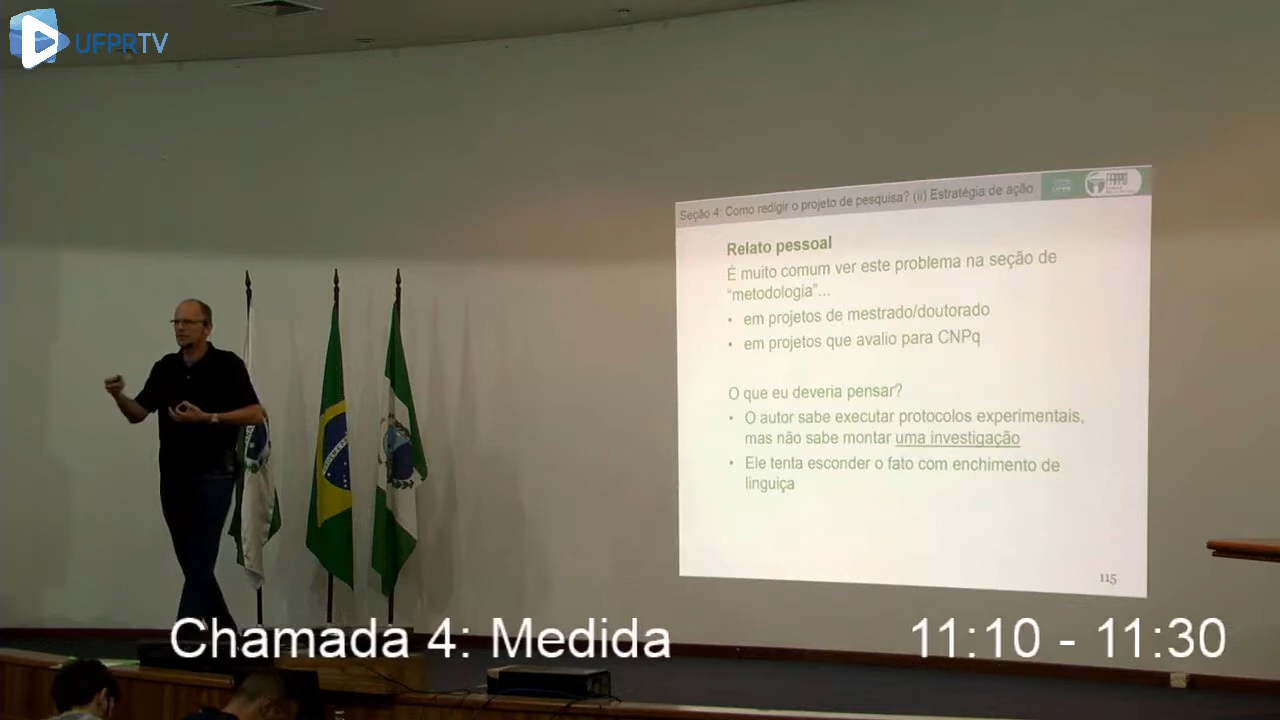 UFPRTV
Seção 4: Como redigir o projeto de pesquisa? (ii) Estratégia de ação
Relato pessoal
É muito comum ver este problema na seção de
“metodologia”...
• em projetos de mestrado/doutorado
• em projetos que avalio para CNPq
O que eu deveria pensar?
• O autor sabe executar protocolos experimentais,
mas não sabe montar uma investigação
• Ele tenta esconder o fato com enchimento de
linguiça
115
Chamada 4: Medida
11:10 - 11:30